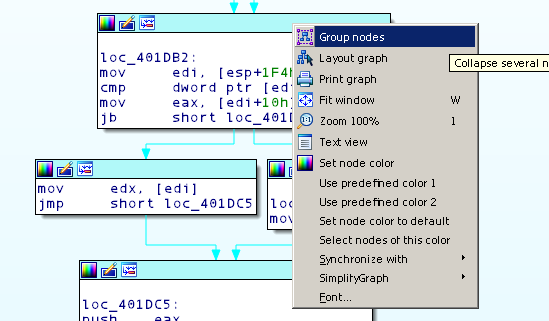 loc_401DB2:
mov edi, [esp+1F4h
cmp dword ptr [edi
mov eax, [edi+10h]
jb short loc_401D
mov edx, [edi]
jmp short loc_401DC5
loc
mov
loc_401DC5:
push eax
Group nodes
Layout graph
Print graph
Fit window W
Zoom 100% 1
Text view
Set node color
Use predefined color 1
Use predefined color 2
Set node color to default
Select nodes of this color
Synchronize with
SimplifyGraph
Font...
Collapse several n